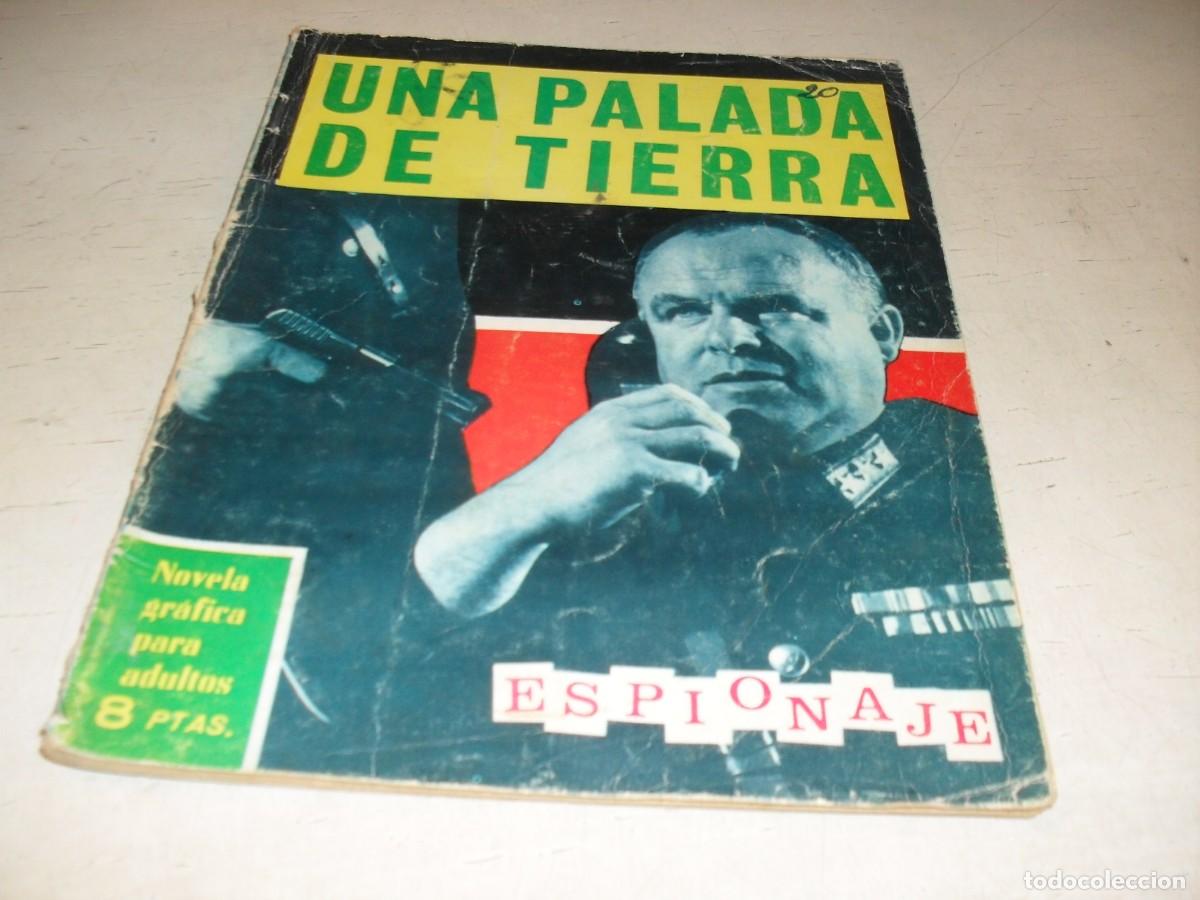 UNA PALADA
20
DE TIERRA
Novela
gráfica
para
adultos
8 PTAS.
ESPIONAJE
todocoleccion